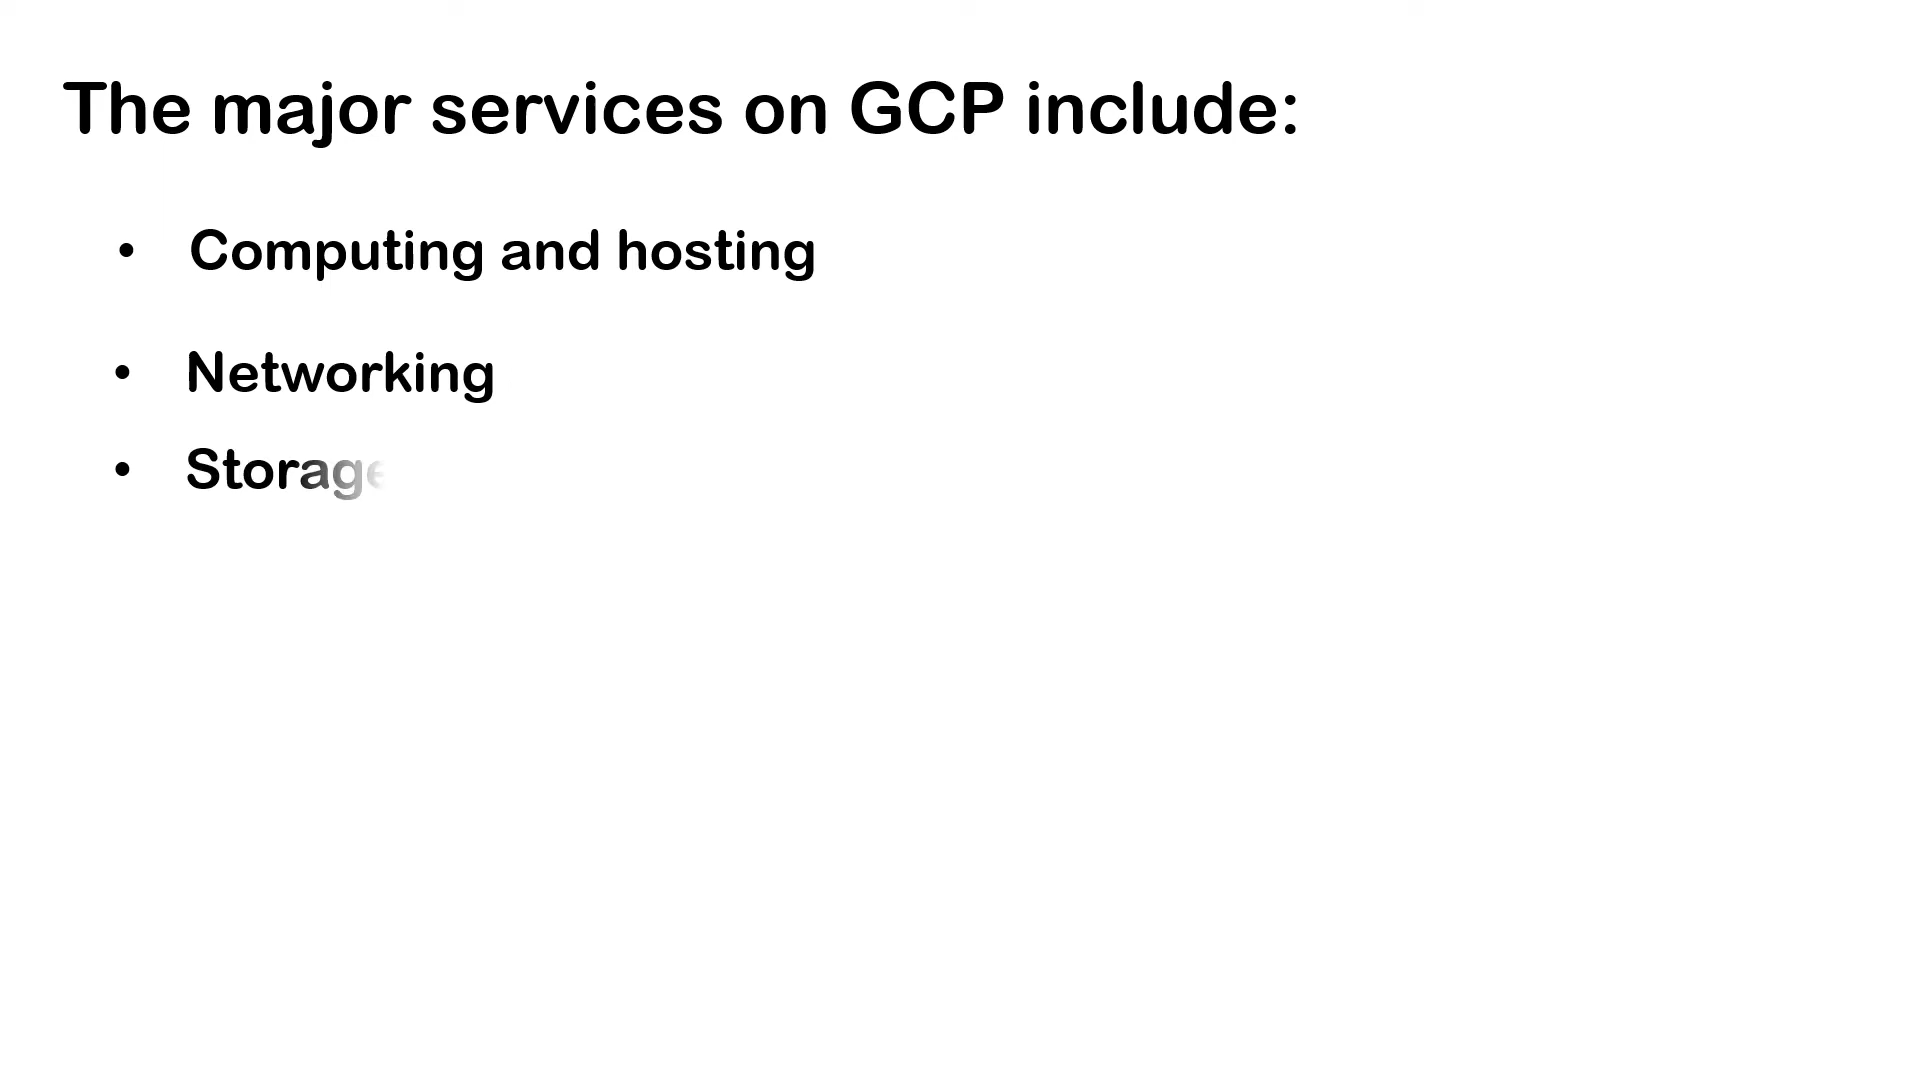 The major services on GCP include:
• Computing and hosting
• Networking
• Storage